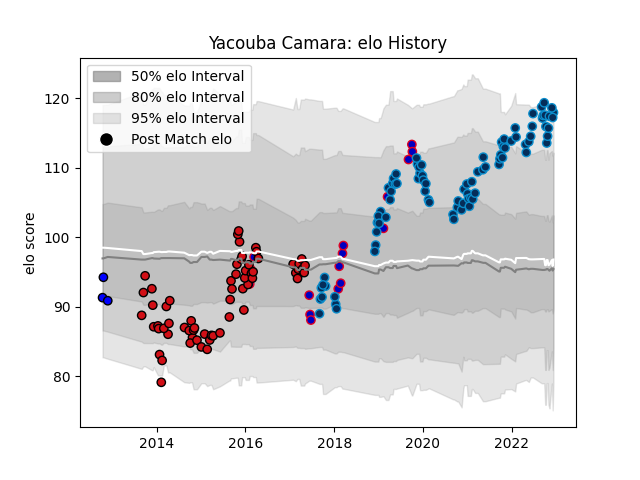 Yacouba Camara: elo History
50% elo Interval
80% elo Interval
95% elo Interval
Post Match elo
elo score
120
110
100
90
80
2014
2016
2018
2020
2022